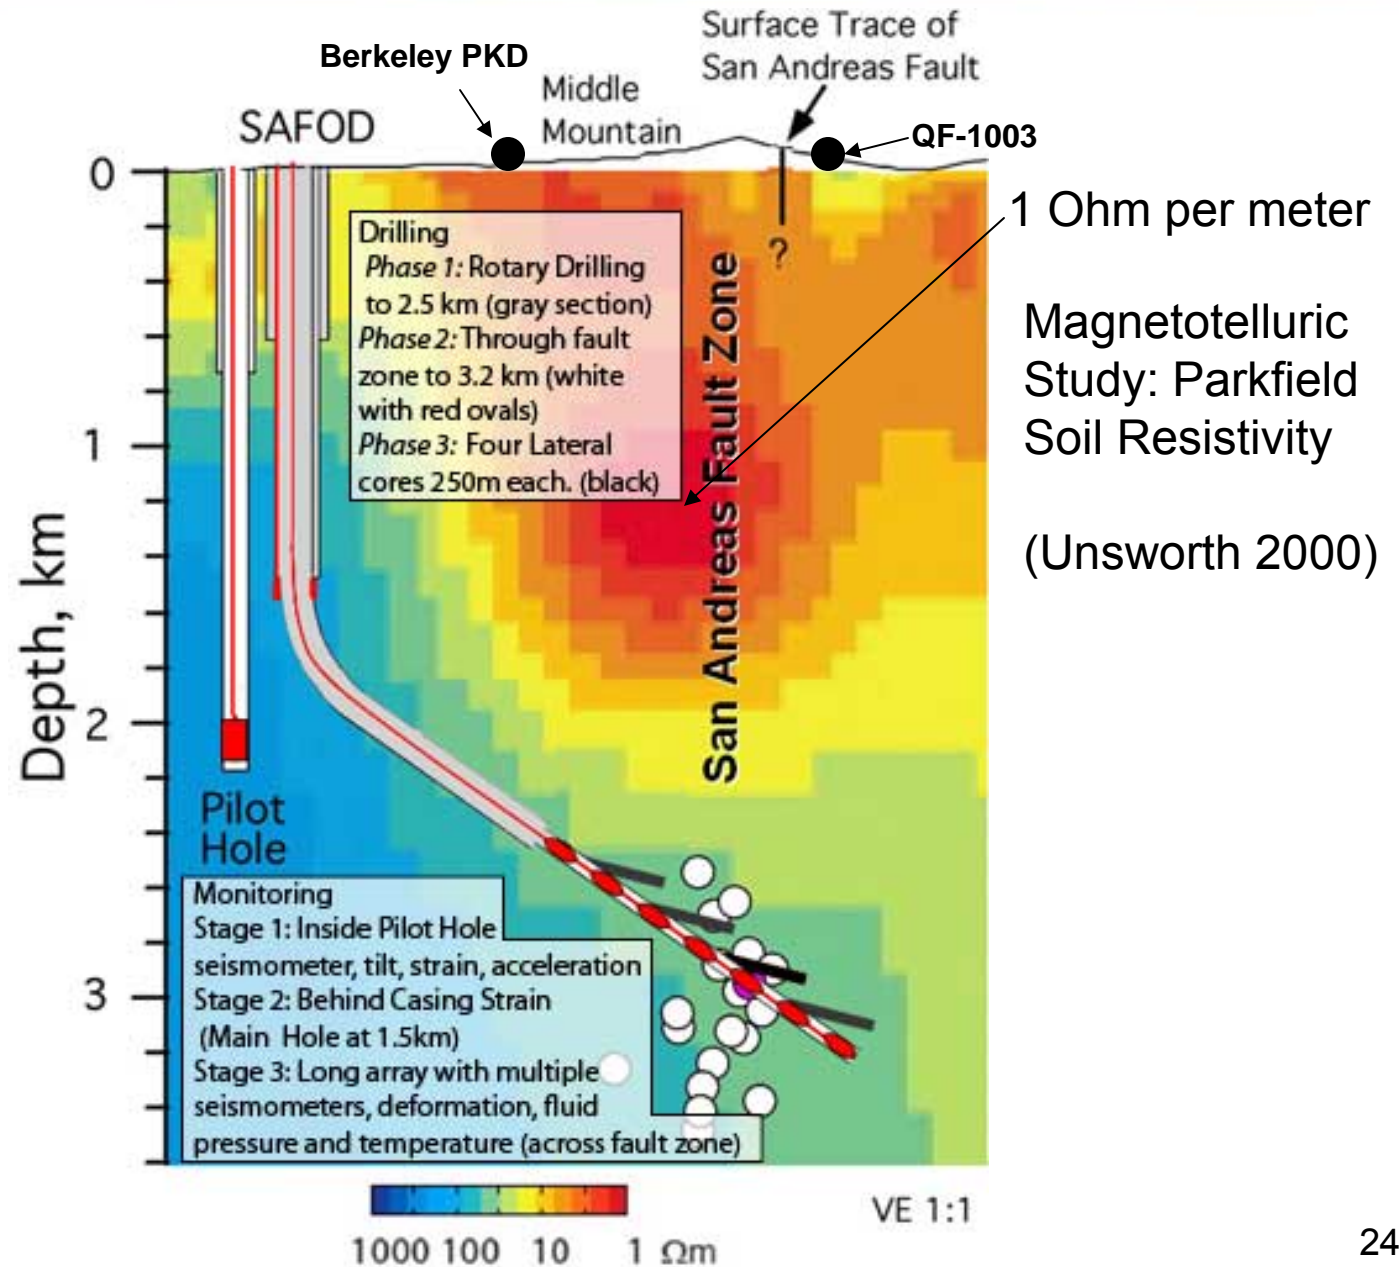 Surface Trace of
San Andreas Fault
Berkeley PKD
Middle
Mountain
SAFOD
QF-1003
0
1
2
3
Depth, km
1 Ohm per meter
Magnetotelluric
Study: Parkfield
Soil Resistivity
(Unsworth 2000)
?
Drilling
Phase 1: Rotary Drilling
to 2.5 km (gray section)
Phase 2: Through fault
zone to 3.2 km (white
with red ovals)
Phase 3: Four Lateral
cores 250m each. (black)
San Andreas Fault Zone
Pilot
Hole
Monitoring
Stage 1: Inside Pilot Hole
seismometer, tilt, strain, acceleration
Stage 2: Behind Casing Strain
(Main Hole at 1.5km)
Stage 3: Long array with multiple
seismometers, deformation, fluid
pressure and temperature (across fault zone)
1000 100 10 1 Ωm
VE 1:1
24